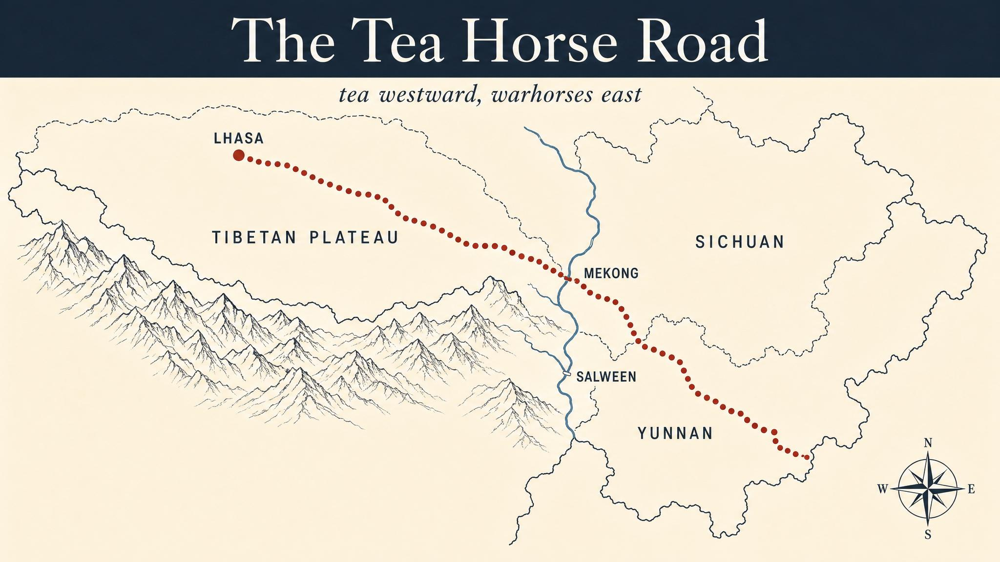 The Tea Horse Road
tea westward, warhorses east
LHASA
TIBETAN PLATEAU
SICHUAN
MEKONG
SALWEEN
YUNNAN
N
W E
S